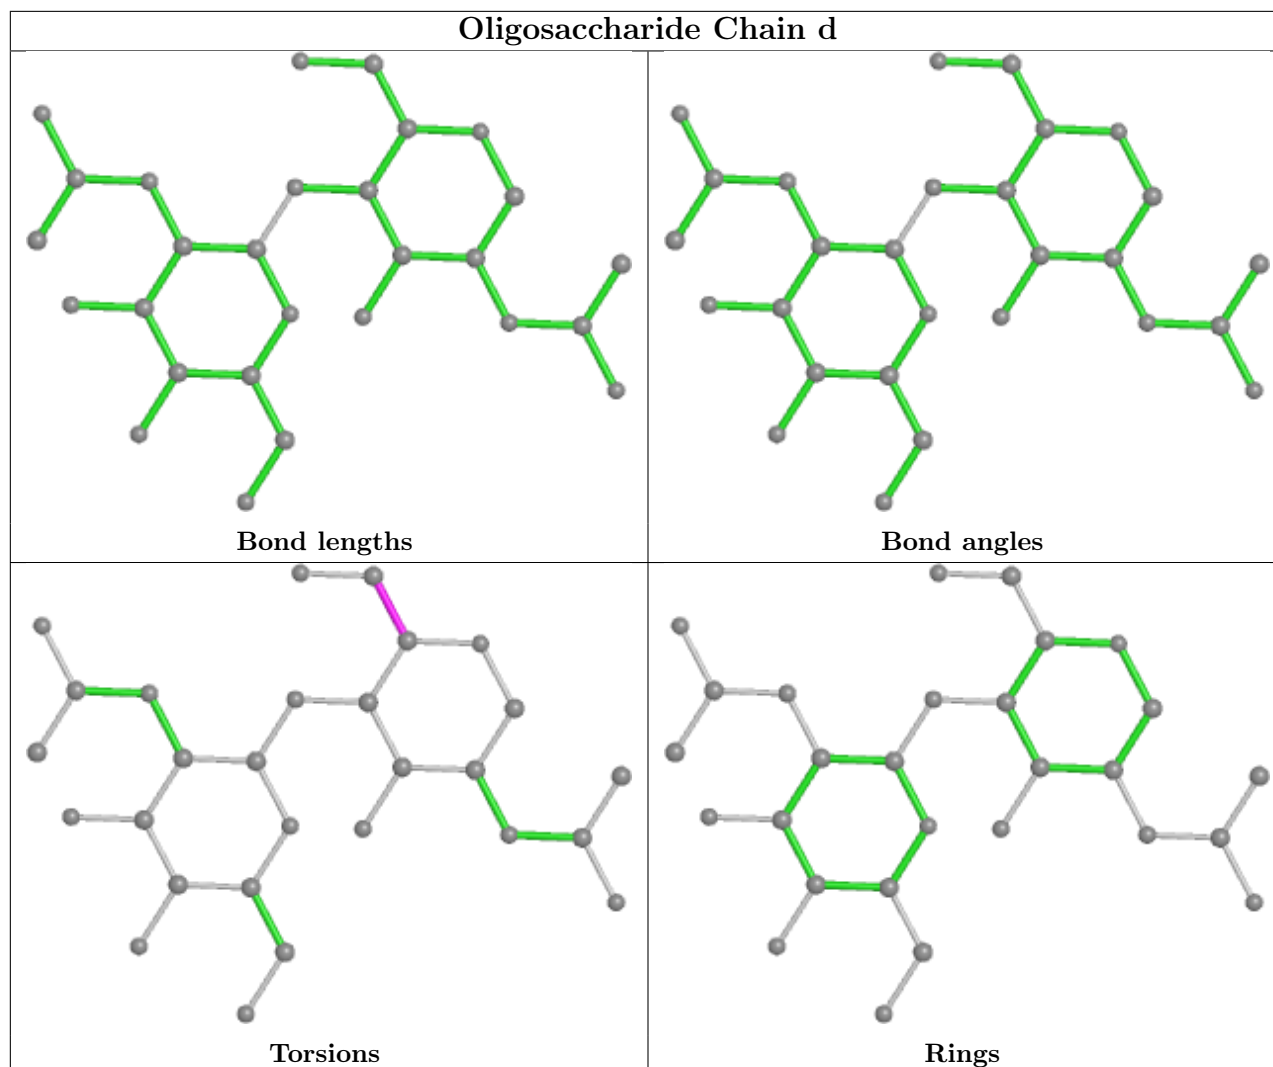 Oligosaccharide Chain d
Bond lengths
Bond angles
Torsions
Rings